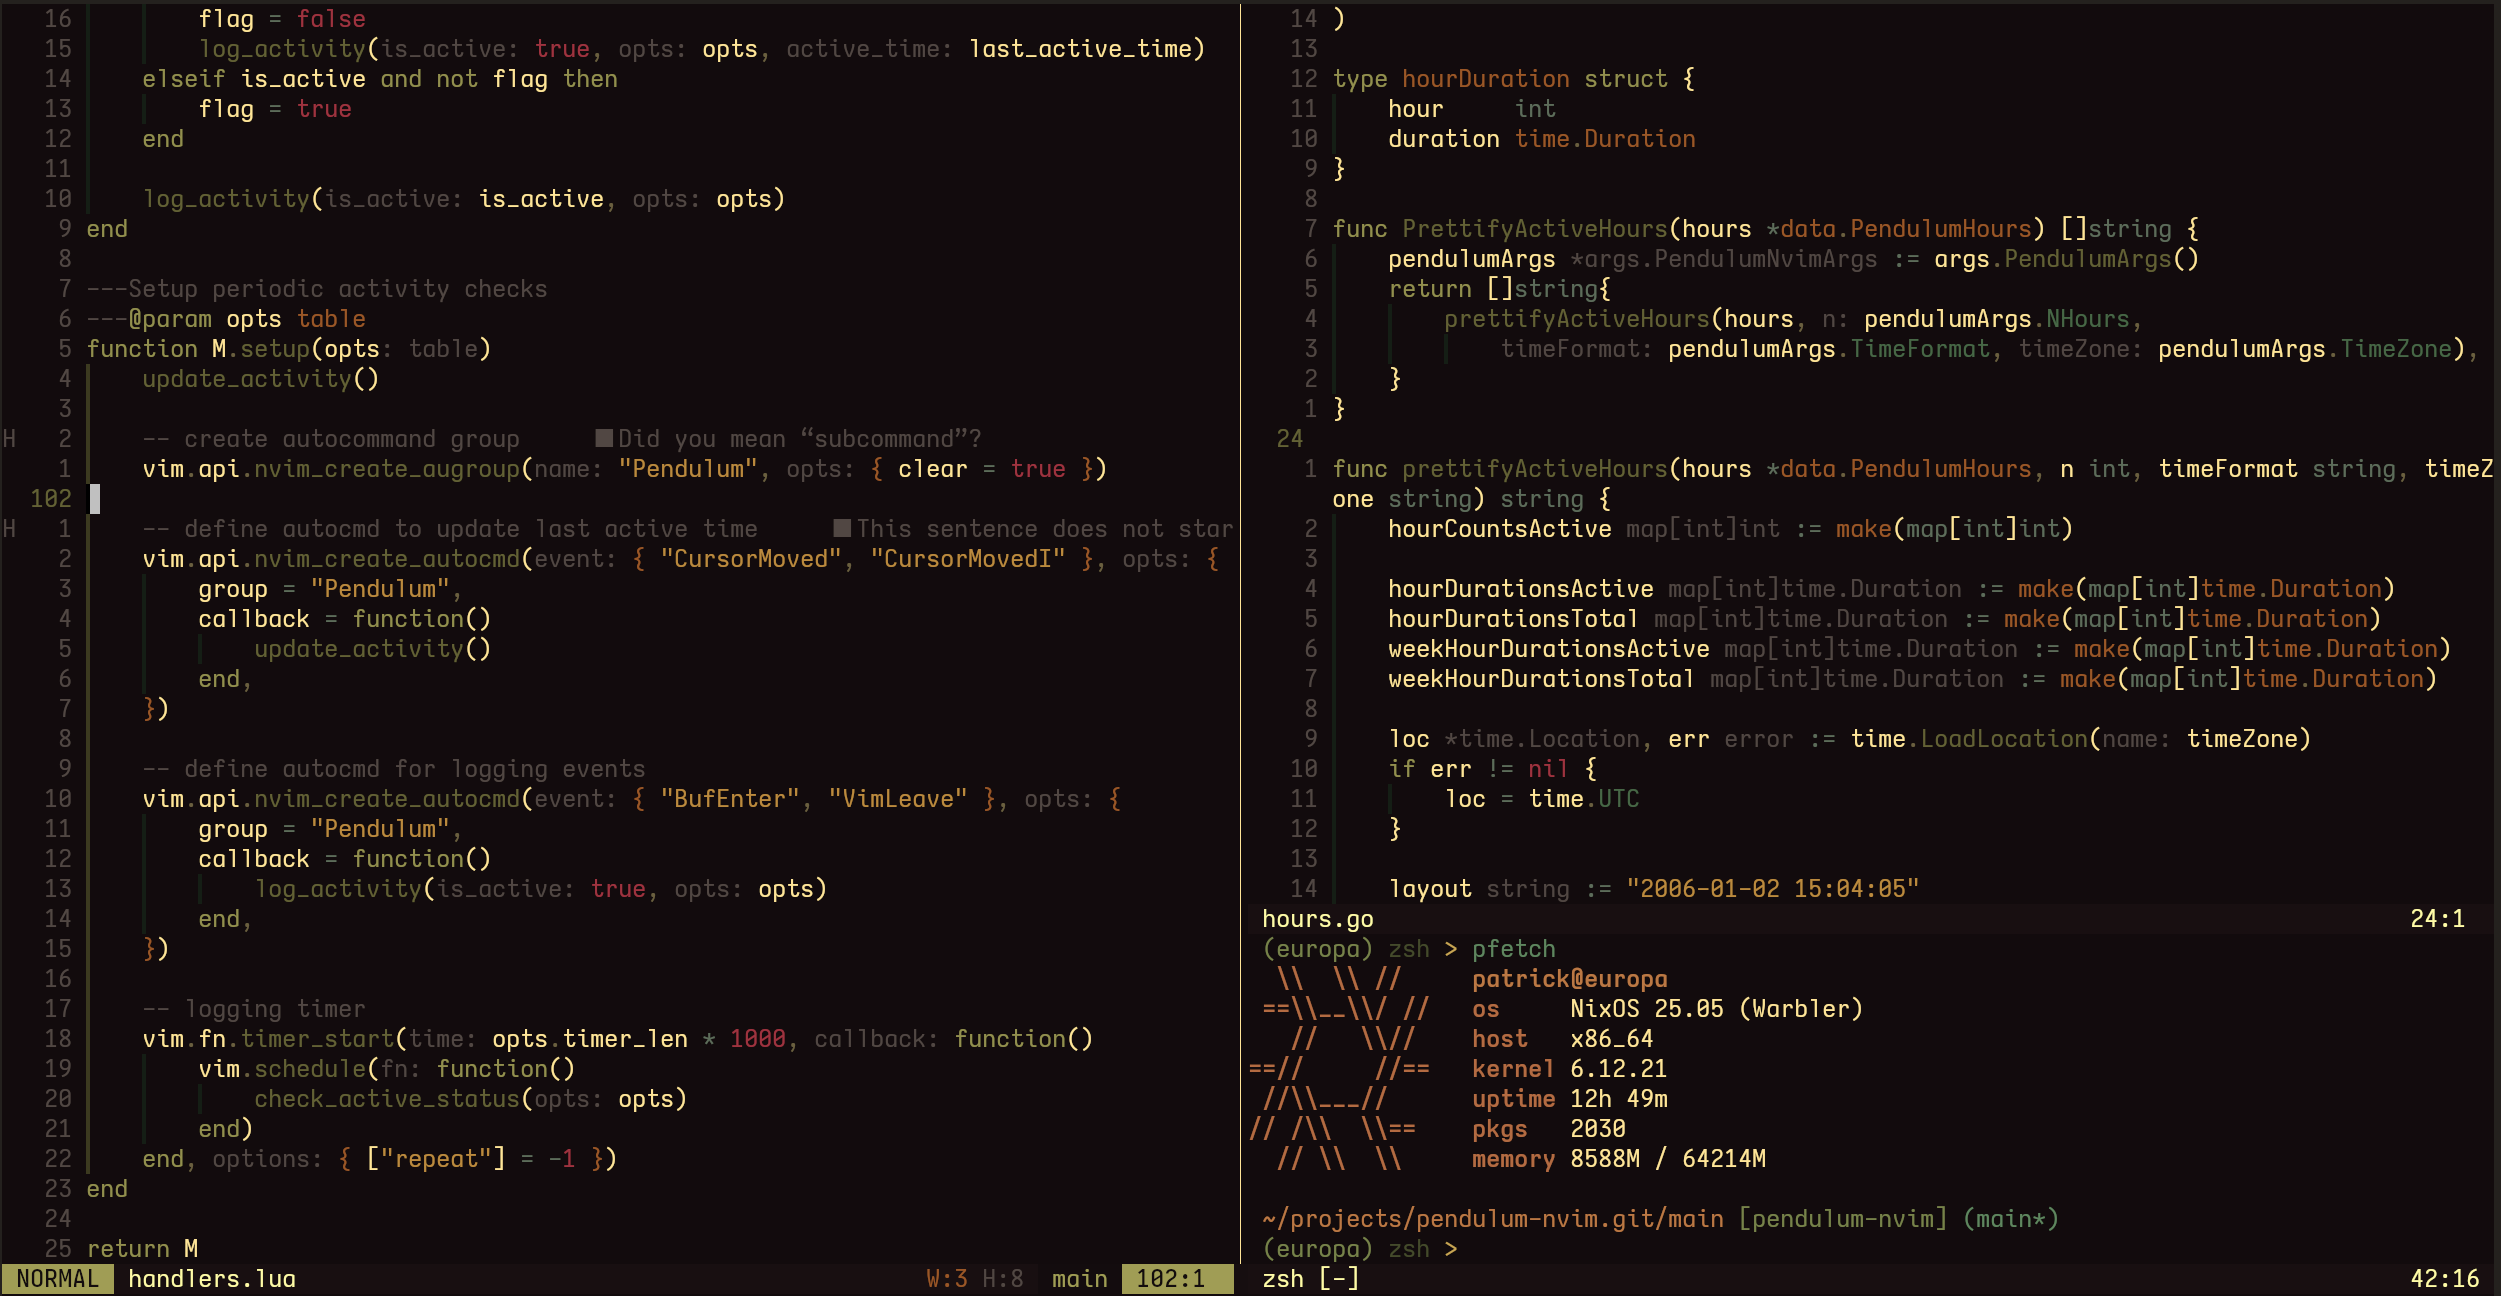 16 flag = false
15 log_activity(is_active: true, opts: opts, active_time: last_active_time)
14 elseif is_active and not flag then
13 flag = true
12 end
11
10 log_activity(is_active: is_active, opts: opts)
9 end
8
7 ---Setup periodic activity checks
6 ---@param opts table
5 function M.setup(opts: table)
4 update_activity()
3
H 2 -- create autocommand group ■Did you mean “subcommand”?
1 vim.api.nvim_create_augroup(name: "Pendulum", opts: { clear = true })
102
H 1 -- define autocmd to update last active time ■This sentence does not star
2 vim.api.nvim_create_autocmd(event: { "CursorMoved", "CursorMovedI" }, opts: {
3 group = "Pendulum",
4 callback = function()
5 update_activity()
6 end,
7 })
8
9 -- define autocmd for logging events
10 vim.api.nvim_create_autocmd(event: { "BufEnter", "VimLeave" }, opts: {
11 group = "Pendulum",
12 callback = function()
13 log_activity(is_active: true, opts: opts)
14 end,
15 })
16
17 -- logging timer
18 vim.fn.timer_start(time: opts.timer_len * 1000, callback: function()
19 vim.schedule(fn: function()
20 check_active_status(opts: opts)
21 end)
22 end, options: { ["repeat"] = -1 })
23 end
24
25 return M
NORMAL handlers.lua W:3 H:8 main 102:1
14 )
13
12 type hourDuration struct {
11 hour int
10 duration time.Duration
9 }
8
7 func PrettifyActiveHours(hours *data.PendulumHours) []string {
6 pendulumArgs *args.PendulumNvimArgs := args.PendulumArgs()
5 return []string{
4 prettifyActiveHours(hours, n: pendulumArgs.NHours,
3 timeFormat: pendulumArgs.TimeFormat, timeZone: pendulumArgs.TimeZone),
2 }
1 }
24
1 func prettifyActiveHours(hours *data.PendulumHours, n int, timeFormat string, timeZ
one string) string {
2 hourCountsActive map[int]int := make(map[int]int)
3
4 hourDurationsActive map[int]time.Duration := make(map[int]time.Duration)
5 hourDurationsTotal map[int]time.Duration := make(map[int]time.Duration)
6 weekHourDurationsActive map[int]time.Duration := make(map[int]time.Duration)
7 weekHourDurationsTotal map[int]time.Duration := make(map[int]time.Duration)
8
9 loc *time.Location, err error := time.LoadLocation(name: timeZone)
10 if err != nil {
11 loc = time.UTC
12 }
13
14 layout string := "2006-01-02 15:04:05"
hours.go 24:1
(europa) zsh > pfetch
\\ \\ // patrick@europa
==\\__\\/ // os NixOS 25.05 (Warbler)
// \\// host x86_64
==// //== kernel 6.12.21
//\\___// uptime 12h 49m
// /\\ \\== pkgs 2030
// \\ \\ memory 8588M / 64214M
~/projects/pendulum-nvim.git/main [pendulum-nvim] (main*)
(europa) zsh >
zsh [-] 42:16